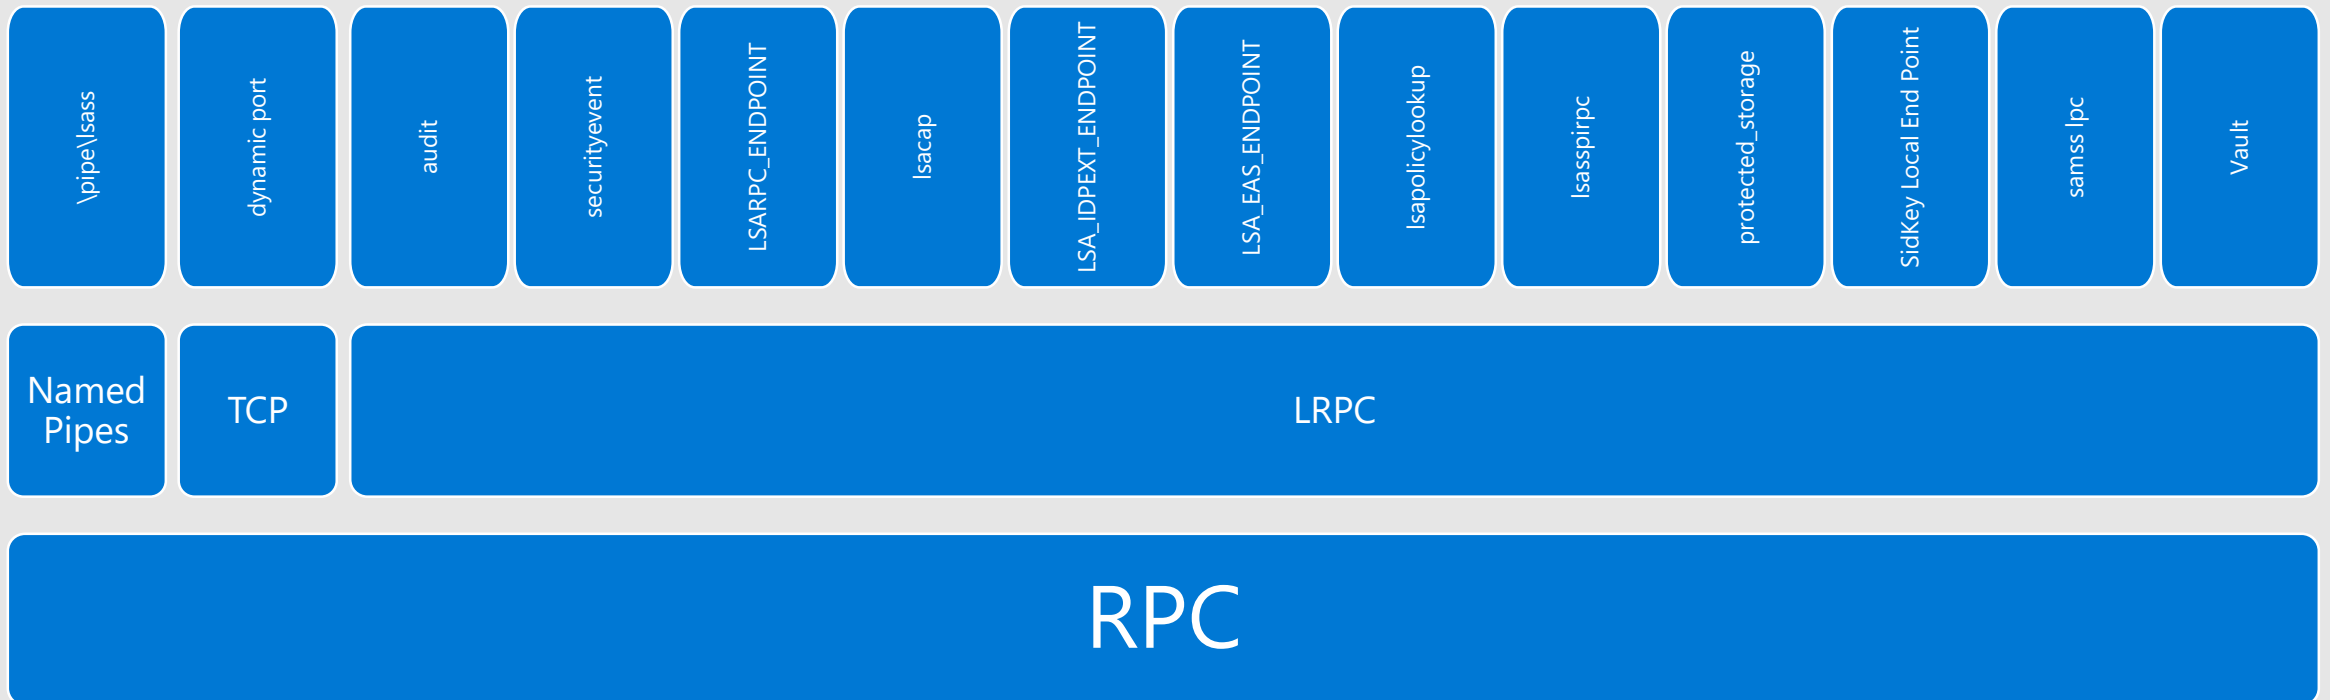 \pipe\lsass
dynamic port
audit
securityevent
LSARPC_ENDPOINT
lsacap
LSA_IDPEXT_ENDPOINT
LSA_EAS_ENDPOINT
lsapolicylookup
lsasspirpc
protected_storage
SidKey Local End Point
samss lpc
Vault
Named
Pipes
TCP
LRPC
RPC